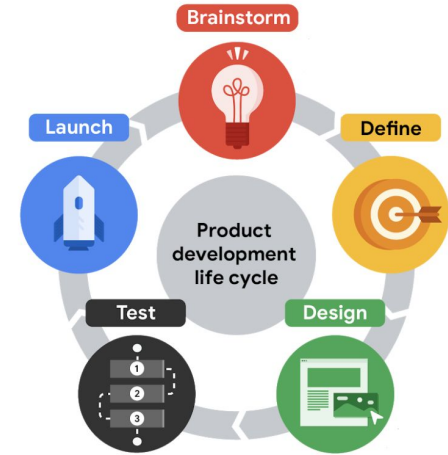 Brainstorm
Launch
Define
Product
development
life cycle
Test
Design
1
2
3